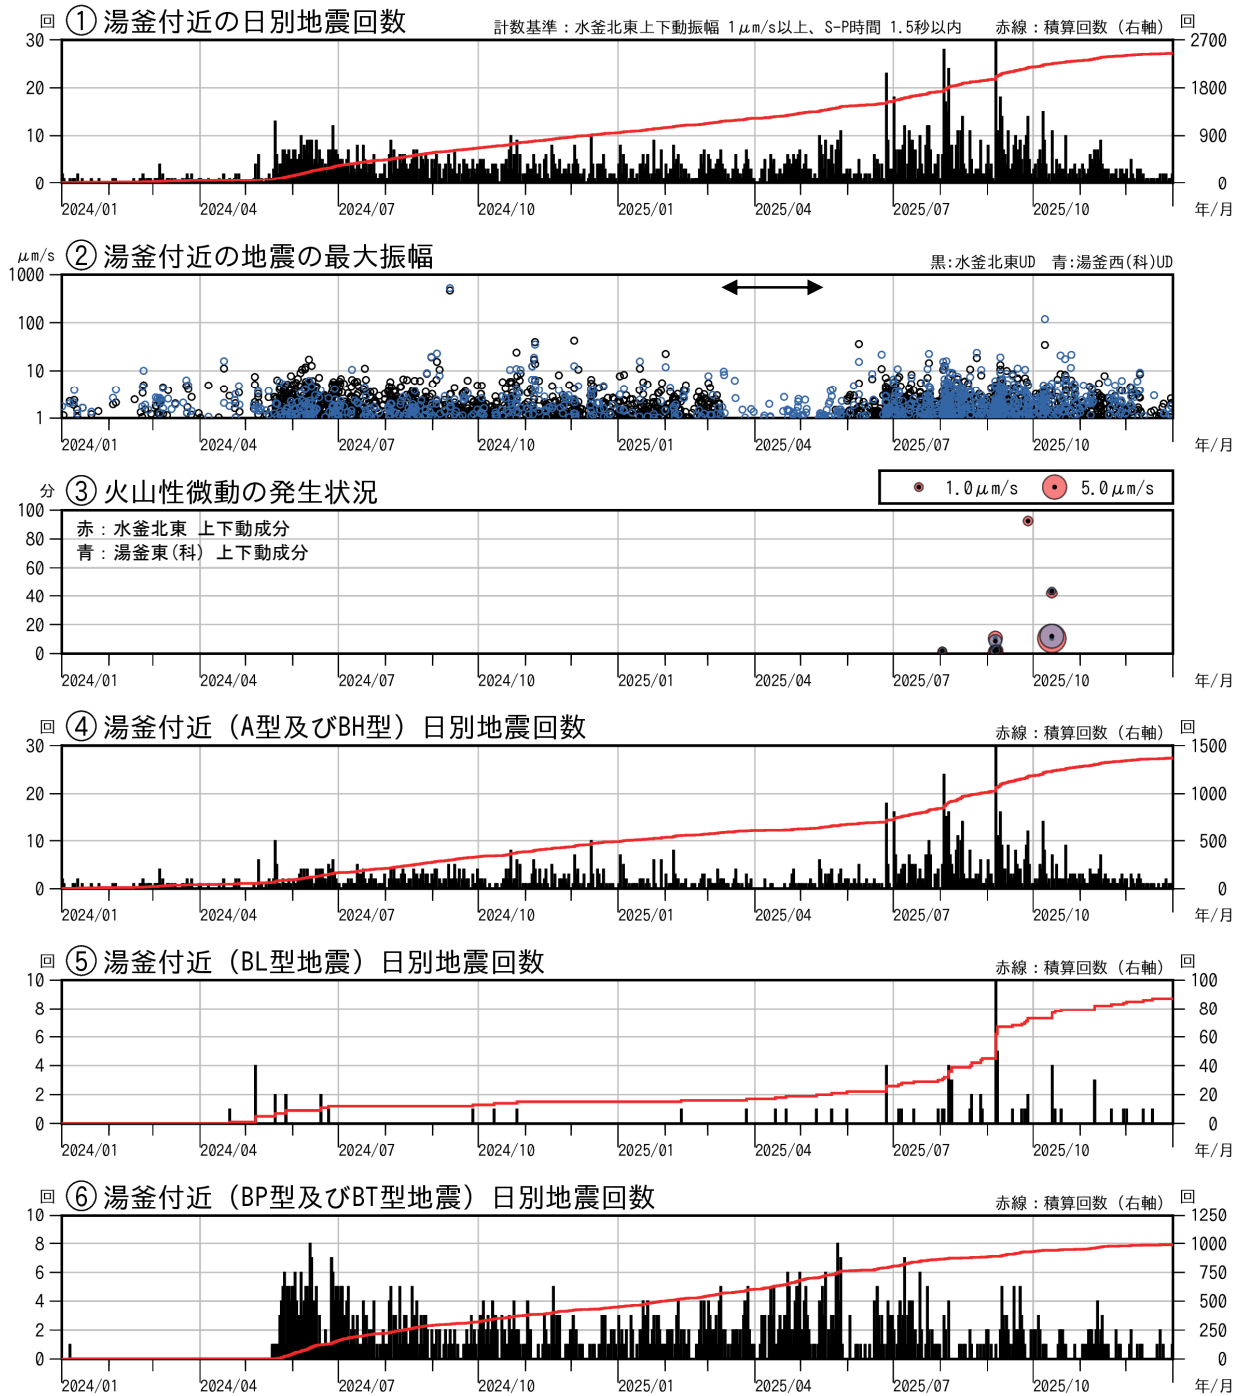 回 ① 湯釜付近の日別地震回数 計数基準：水釜北東上下動振幅 1μm/s以上、S-P時間 1.5秒以内 赤線：積算回数（右軸） 回
30 2700
20 1800
10 900
0 0
2024/01 2024/04 2024/07 2024/10 2025/01 2025/04 2025/07 2025/10 年/月
μm/s ② 湯釜付近の地震の最大振幅 黒:水釜北東UD 青:湯釜西(科)UD
1000
100
10
1
2024/01 2024/04 2024/07 2024/10 2025/01 2025/04 2025/07 2025/10 年/月
分 ③ 火山性微動の発生状況 1.0μm/s 5.0μm/s
100
赤：水釜北東 上下動成分
80
青：湯釜東(科) 上下動成分
60
40
20
0
2024/01 2024/04 2024/07 2024/10 2025/01 2025/04 2025/07 2025/10 年/月
回 ④ 湯釜付近（A型及びBH型）日別地震回数 赤線：積算回数（右軸） 回
30 1500
20 1000
10 500
0 0
2024/01 2024/04 2024/07 2024/10 2025/01 2025/04 2025/07 2025/10 年/月
回 ⑤ 湯釜付近（BL型地震）日別地震回数 赤線：積算回数（右軸） 回
10 100
8 80
6 60
4 40
2 20
0 0
2024/01 2024/04 2024/07 2024/10 2025/01 2025/04 2025/07 2025/10 年/月
回 ⑥ 湯釜付近（BP型及びBT型地震）日別地震回数 赤線：積算回数（右軸） 回
10 1250
8 1000
6 750
4 500
2 250
0 0
2024/01 2024/04 2024/07 2024/10 2025/01 2025/04 2025/07 2025/10 年/月